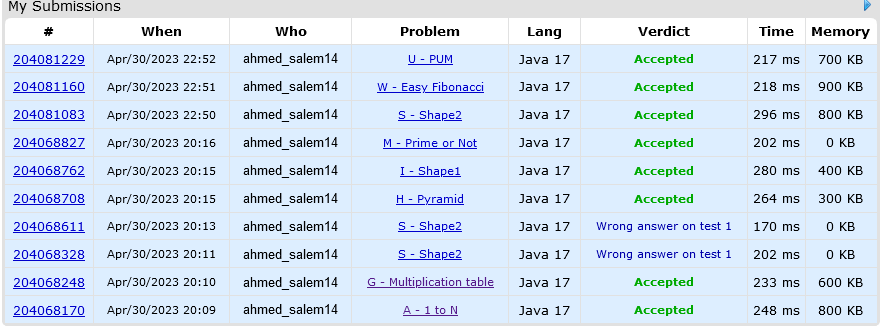 My Submissions
# When Who Problem Lang Verdict Time Memory
204081229 Apr/30/2023 22:52 ahmed_salem14 U - PUM Java 17 Accepted 217 ms 700 KB
204081160 Apr/30/2023 22:51 ahmed_salem14 W - Easy Fibonacci Java 17 Accepted 218 ms 900 KB
204081083 Apr/30/2023 22:50 ahmed_salem14 S - Shape2 Java 17 Accepted 296 ms 800 KB
204068827 Apr/30/2023 20:16 ahmed_salem14 M - Prime or Not Java 17 Accepted 202 ms 0 KB
204068762 Apr/30/2023 20:15 ahmed_salem14 I - Shape1 Java 17 Accepted 280 ms 400 KB
204068708 Apr/30/2023 20:15 ahmed_salem14 H - Pyramid Java 17 Accepted 264 ms 300 KB
204068611 Apr/30/2023 20:13 ahmed_salem14 S - Shape2 Java 17 Wrong answer on test 1 170 ms 0 KB
204068328 Apr/30/2023 20:11 ahmed_salem14 S - Shape2 Java 17 Wrong answer on test 1 202 ms 0 KB
204068248 Apr/30/2023 20:10 ahmed_salem14 G - Multiplication table Java 17 Accepted 233 ms 600 KB
204068170 Apr/30/2023 20:09 ahmed_salem14 A - 1 to N Java 17 Accepted 248 ms 800 KB